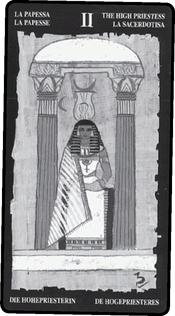 LA PAPESSA
LA PAPESSE
II
THE HIGH PRIESTESS
LA SACERDOTISA
DIE HOHEPRIESTERIN
DE HOGEPRIESTERES